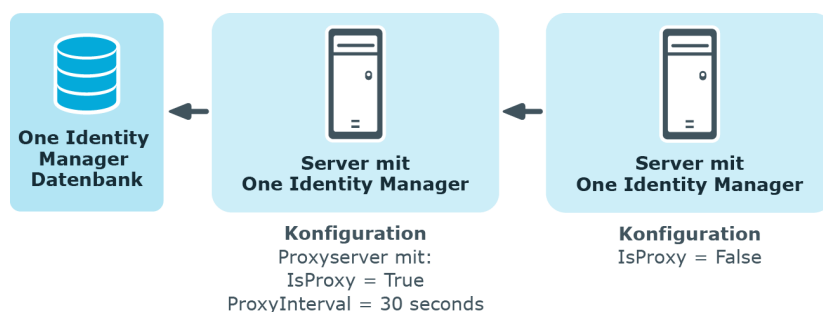 One Identity
Manager
Datenbank
Server mit
One Identity Manager
Konfiguration
Proxyserver mit:
IsProxy = True
ProxyInterval = 30 seconds
Server mit
One Identity Manager
Konfiguration
IsProxy = False